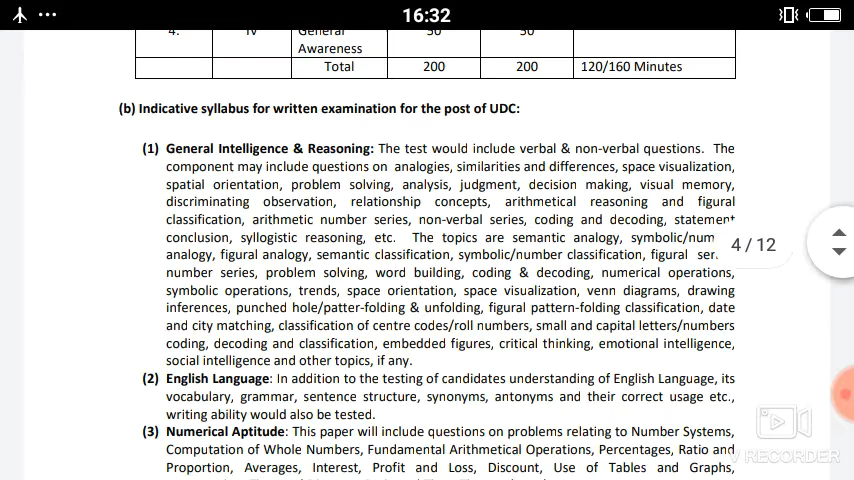 16:32
4. IV General 50 50
Awareness
Total 200 200 120/160 Minutes
(b) Indicative syllabus for written examination for the post of UDC:
(1) General Intelligence & Reasoning: The test would include verbal & non-verbal questions. The
component may include questions on analogies, similarities and differences, space visualization,
spatial orientation, problem solving, analysis, judgment, decision making, visual memory,
discriminating observation, relationship concepts, arithmetical reasoning and figural
classification, arithmetic number series, non-verbal series, coding and decoding, statement
conclusion, syllogistic reasoning, etc. The topics are semantic analogy, symbolic/num
4 / 12
analogy, figural analogy, semantic classification, symbolic/number classification, figural ser
number series, problem solving, word building, coding & decoding, numerical operations,
symbolic operations, trends, space orientation, space visualization, venn diagrams, drawing
inferences, punched hole/patter-folding & unfolding, figural pattern-folding classification, date
and city matching, classification of centre codes/roll numbers, small and capital letters/numbers
coding, decoding and classification, embedded figures, critical thinking, emotional intelligence,
social intelligence and other topics, if any.
(2) English Language: In addition to the testing of candidates understanding of English Language, its
vocabulary, grammar, sentence structure, synonyms, antonyms and their correct usage etc.,
writing ability would also be tested.
(3) Numerical Aptitude: This paper will include questions on problems relating to Number Systems,
Computation of Whole Numbers, Fundamental Arithmetical Operations, Percentages, Ratio and
Proportion, Averages, Interest, Profit and Loss, Discount, Use of Tables and Graphs,
V RECORDER